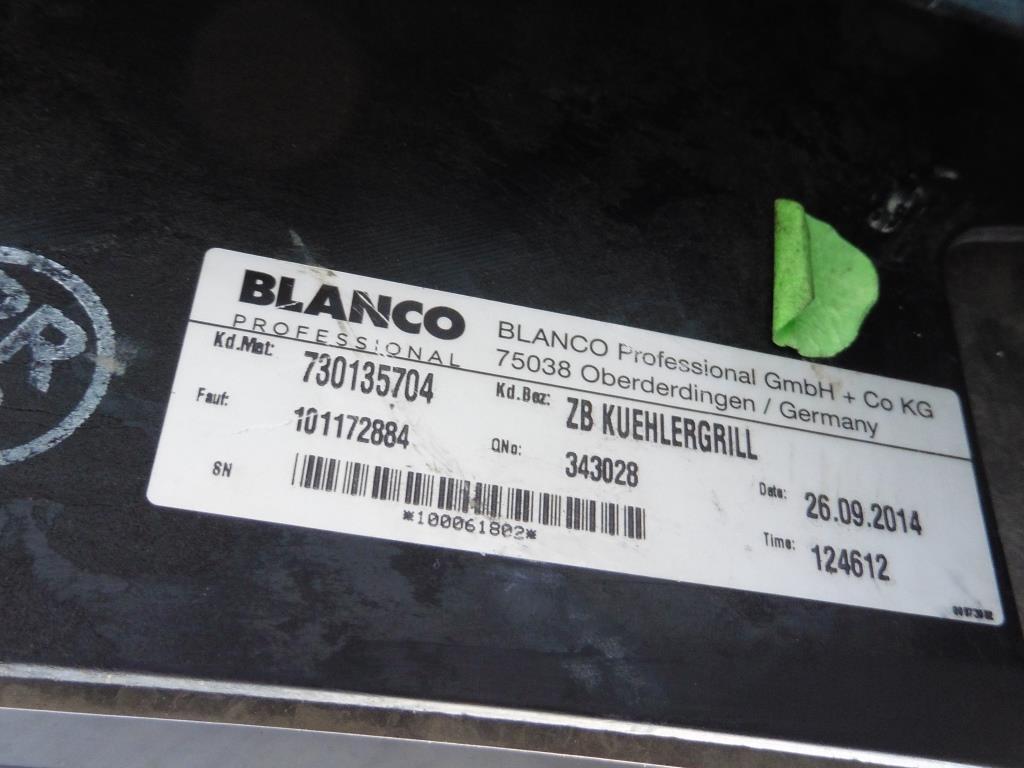 BLANCO
PROFESSIONAL
BLANCO Professional GmbH + Co KG
75038 Oberderdingen / Germany
Kd.Mat: 730135704 Kd.Bez: ZB KUEHLERGRILL
Fauf: 101172884 QNo: 343028 Date: 26.09.2014
SN *100061802* Time: 124612